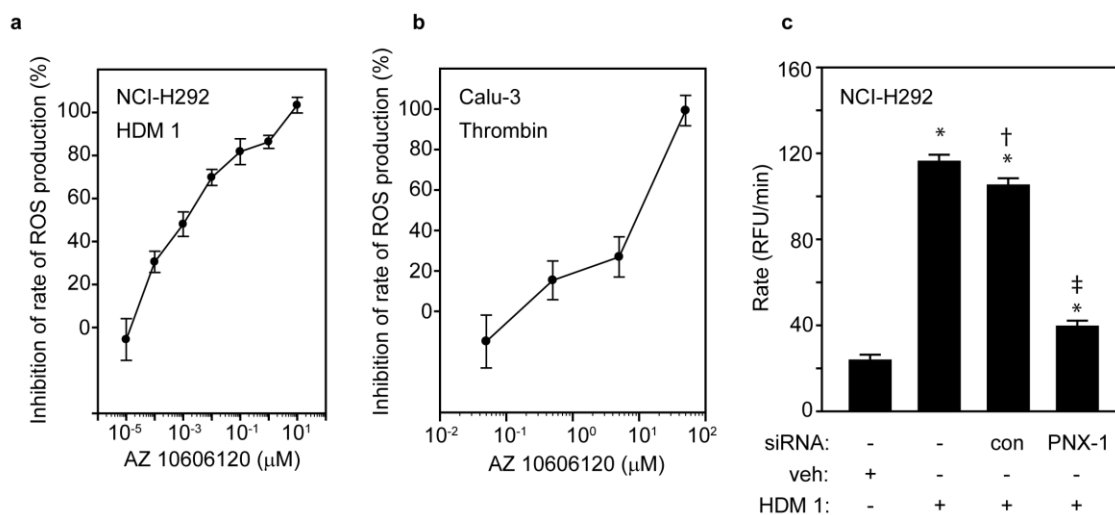 a
Inhibition of rate of ROS production (%)
NCI-H292
HDM 1
100
80
60
40
20
0
10⁻⁵ 10⁻³ 10⁻¹ 10¹
AZ 10606120 (μM)
b
Inhibition of rate of ROS production (%)
Calu-3
Thrombin
100
80
60
40
20
0
10⁻² 10⁻¹ 10⁰ 10¹ 10²
AZ 10606120 (μM)
c
Rate (RFU/min)
NCI-H292
160
120
80
40
0
*
†
*
‡
*
siRNA: - - con PNX-1
veh: + - - -
HDM 1: - + + +